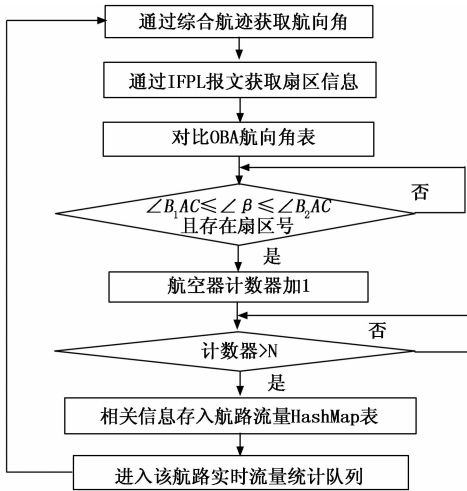 通过综合航迹获取航向角
通过IFPL报文获取扇区信息
对比OBA航向角表
否
∠B₁AC≤∠β≤∠B₂AC
且存在扇区号
是
航空器计数器加1
否
计数器>N
是
相关信息存入航路流量HashMap表
进入该航路实时流量统计队列